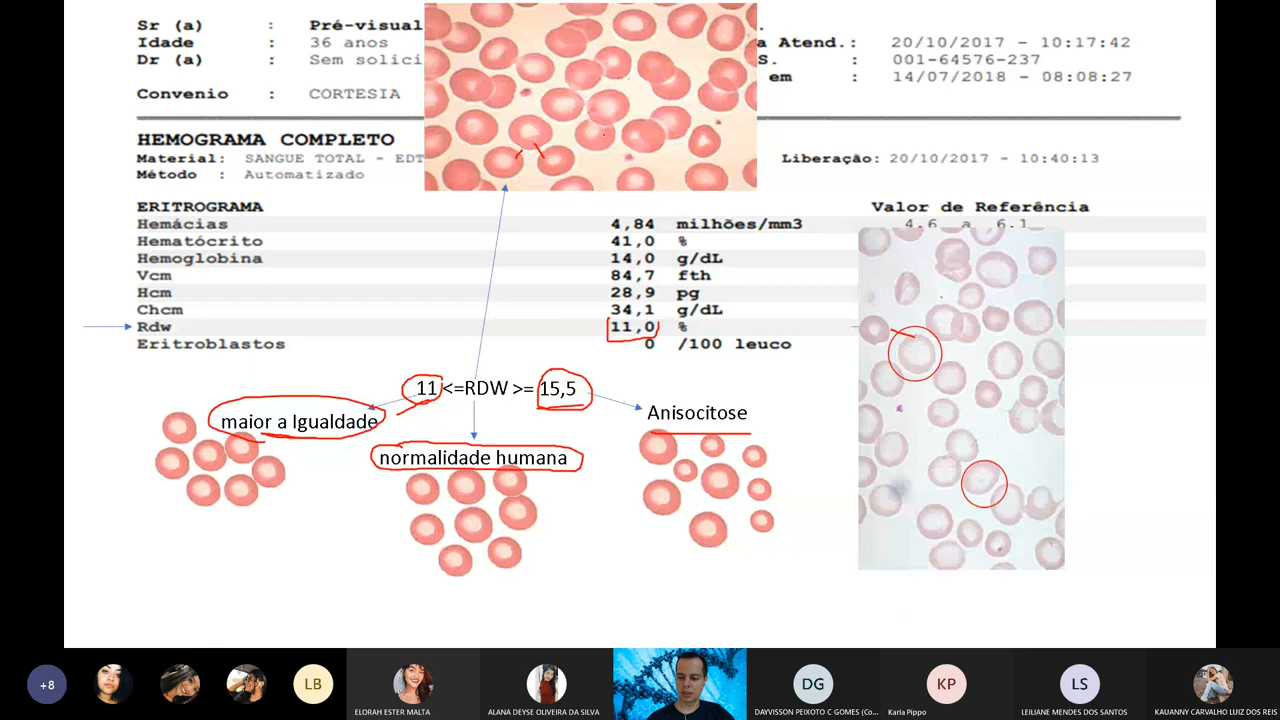 Sr (a) : Pré-visual
Idade : 36 anos
Dr (a) : Sem solici
Convenio : CORTESIA
a Atend.: 20/10/2017 - 10:17:42
S. : 001-64576-237
em : 14/07/2018 - 08:08:27
HEMOGRAMA COMPLETO
Material: SANGUE TOTAL - EDT
Método : Automatizado
Liberação: 20/10/2017 - 10:40:13
ERITROGRAMA Valor de Referência
Hemácias 4,84 milhões/mm3 4.6 a 6.1
Hematócrito 41,0 %
Hemoglobina 14,0 g/dL
Vcm 84,7 fth
Hcm 28,9 pg
Chcm 34,1 g/dL
Rdw 11,0 %
Eritroblastos 0 /100 leuco
11 <=RDW >= 15,5
maior a Igualdade
normalidade humana
Anisocitose
+8
LB
ELORAH ESTER MALTA
ALANA DEYSE OLIVEIRA DA SILVA
DG
DAYVISSON PEIXOTO C GOMES (Co...
KP
Karla Pippo
LS
LEILIANE MENDES DOS SANTOS
KAUANNY CARVALHO LUIZ DOS REIS